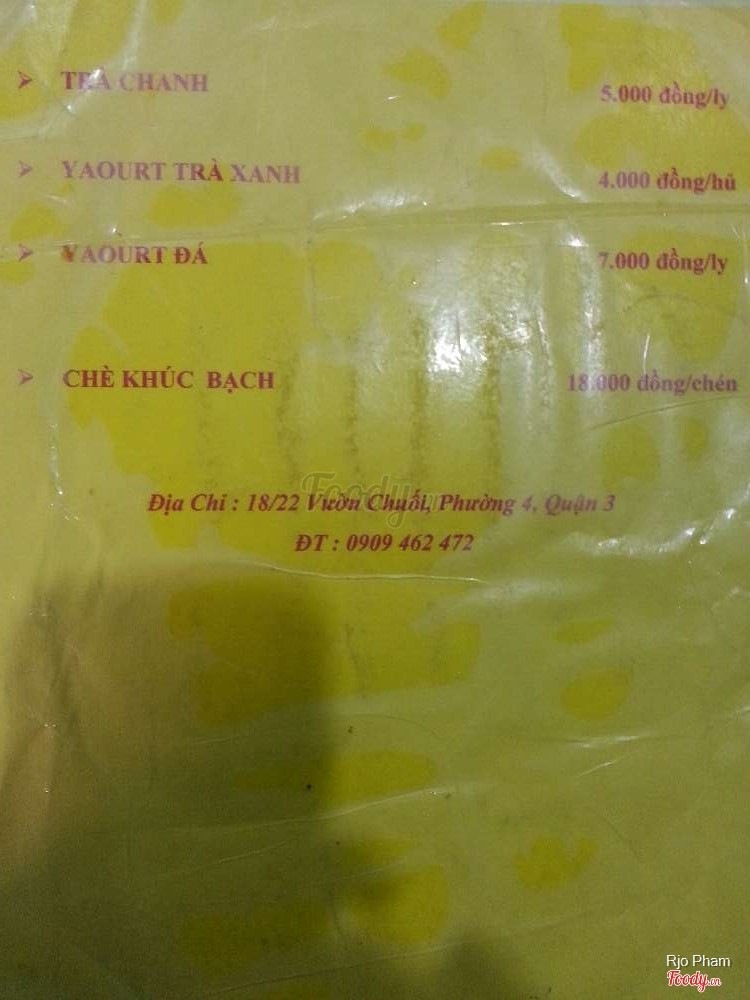 ➢ TRÀ CHANH 5.000 đồng/ly
➢ YAOURT TRÀ XANH 4.000 đồng/hủ
➢ YAOURT ĐÁ 7.000 đồng/ly
➢ CHÈ KHÚC BẠCH 18.000 đồng/chén
Địa Chỉ : 18/22 Vườn Chuối, Phường 4, Quận 3
ĐT : 0909 462 472
Foody.vn
Rjo Pham
Foody.vn